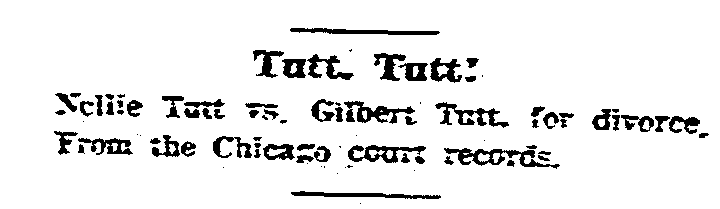 Tutt, Tutt!
Nellie Tutt vs. Gilbert Tutt, for divorce.
From the Chicago court records.